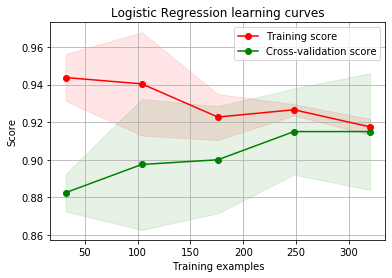 Logistic Regression learning curves
Training score
Cross-validation score
0.96
0.94
0.92
0.90
0.88
0.86
Score
50
100
150
200
250
300
Training examples